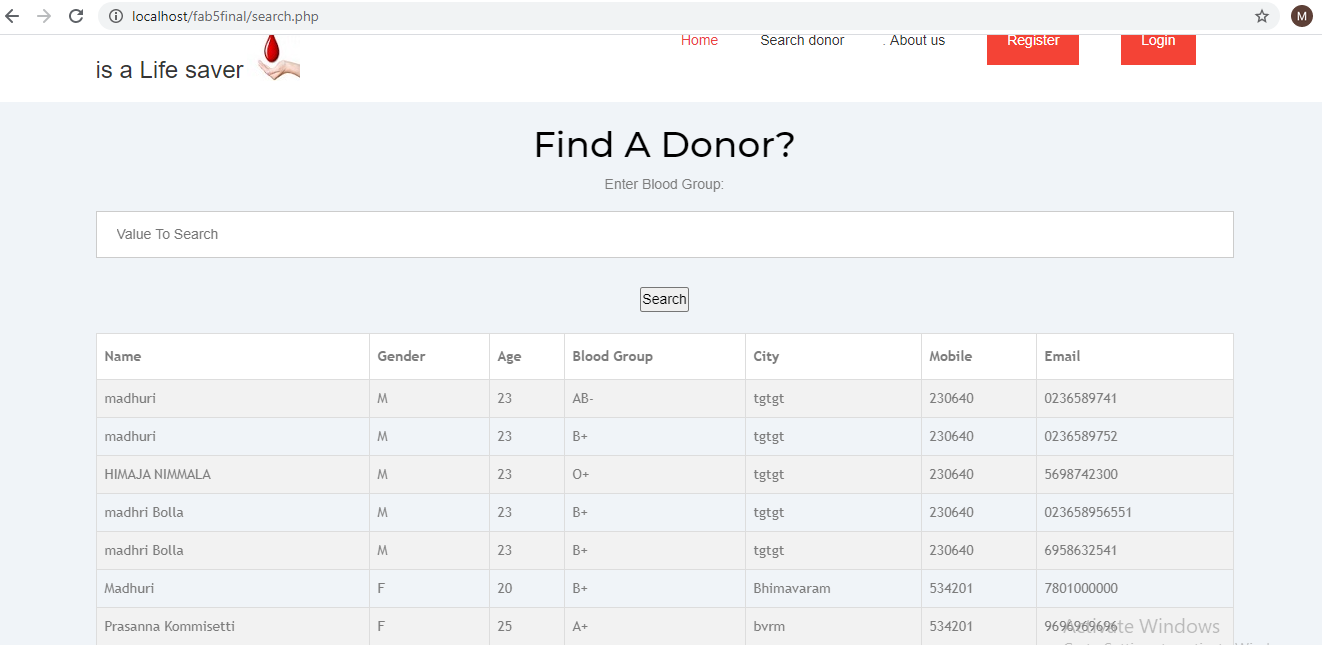 localhost/fab5final/search.php
M
Home Search donor . About us Register Login
is a Life saver
Find A Donor?
Enter Blood Group:
Value To Search
Search
Name Gender Age Blood Group City Mobile Email
madhuri M 23 AB- tgtgt 230640 0236589741
madhuri M 23 B+ tgtgt 230640 0236589752
HIMAJA NIMMALA M 23 O+ tgtgt 230640 5698742300
madhri Bolla M 23 B+ tgtgt 230640 023658956551
madhri Bolla M 23 B+ tgtgt 230640 6958632541
Madhuri F 20 B+ Bhimavaram 534201 7801000000
Prasanna Kommisetti F 25 A+ bvrm 534201 9696969696
Activate Windows